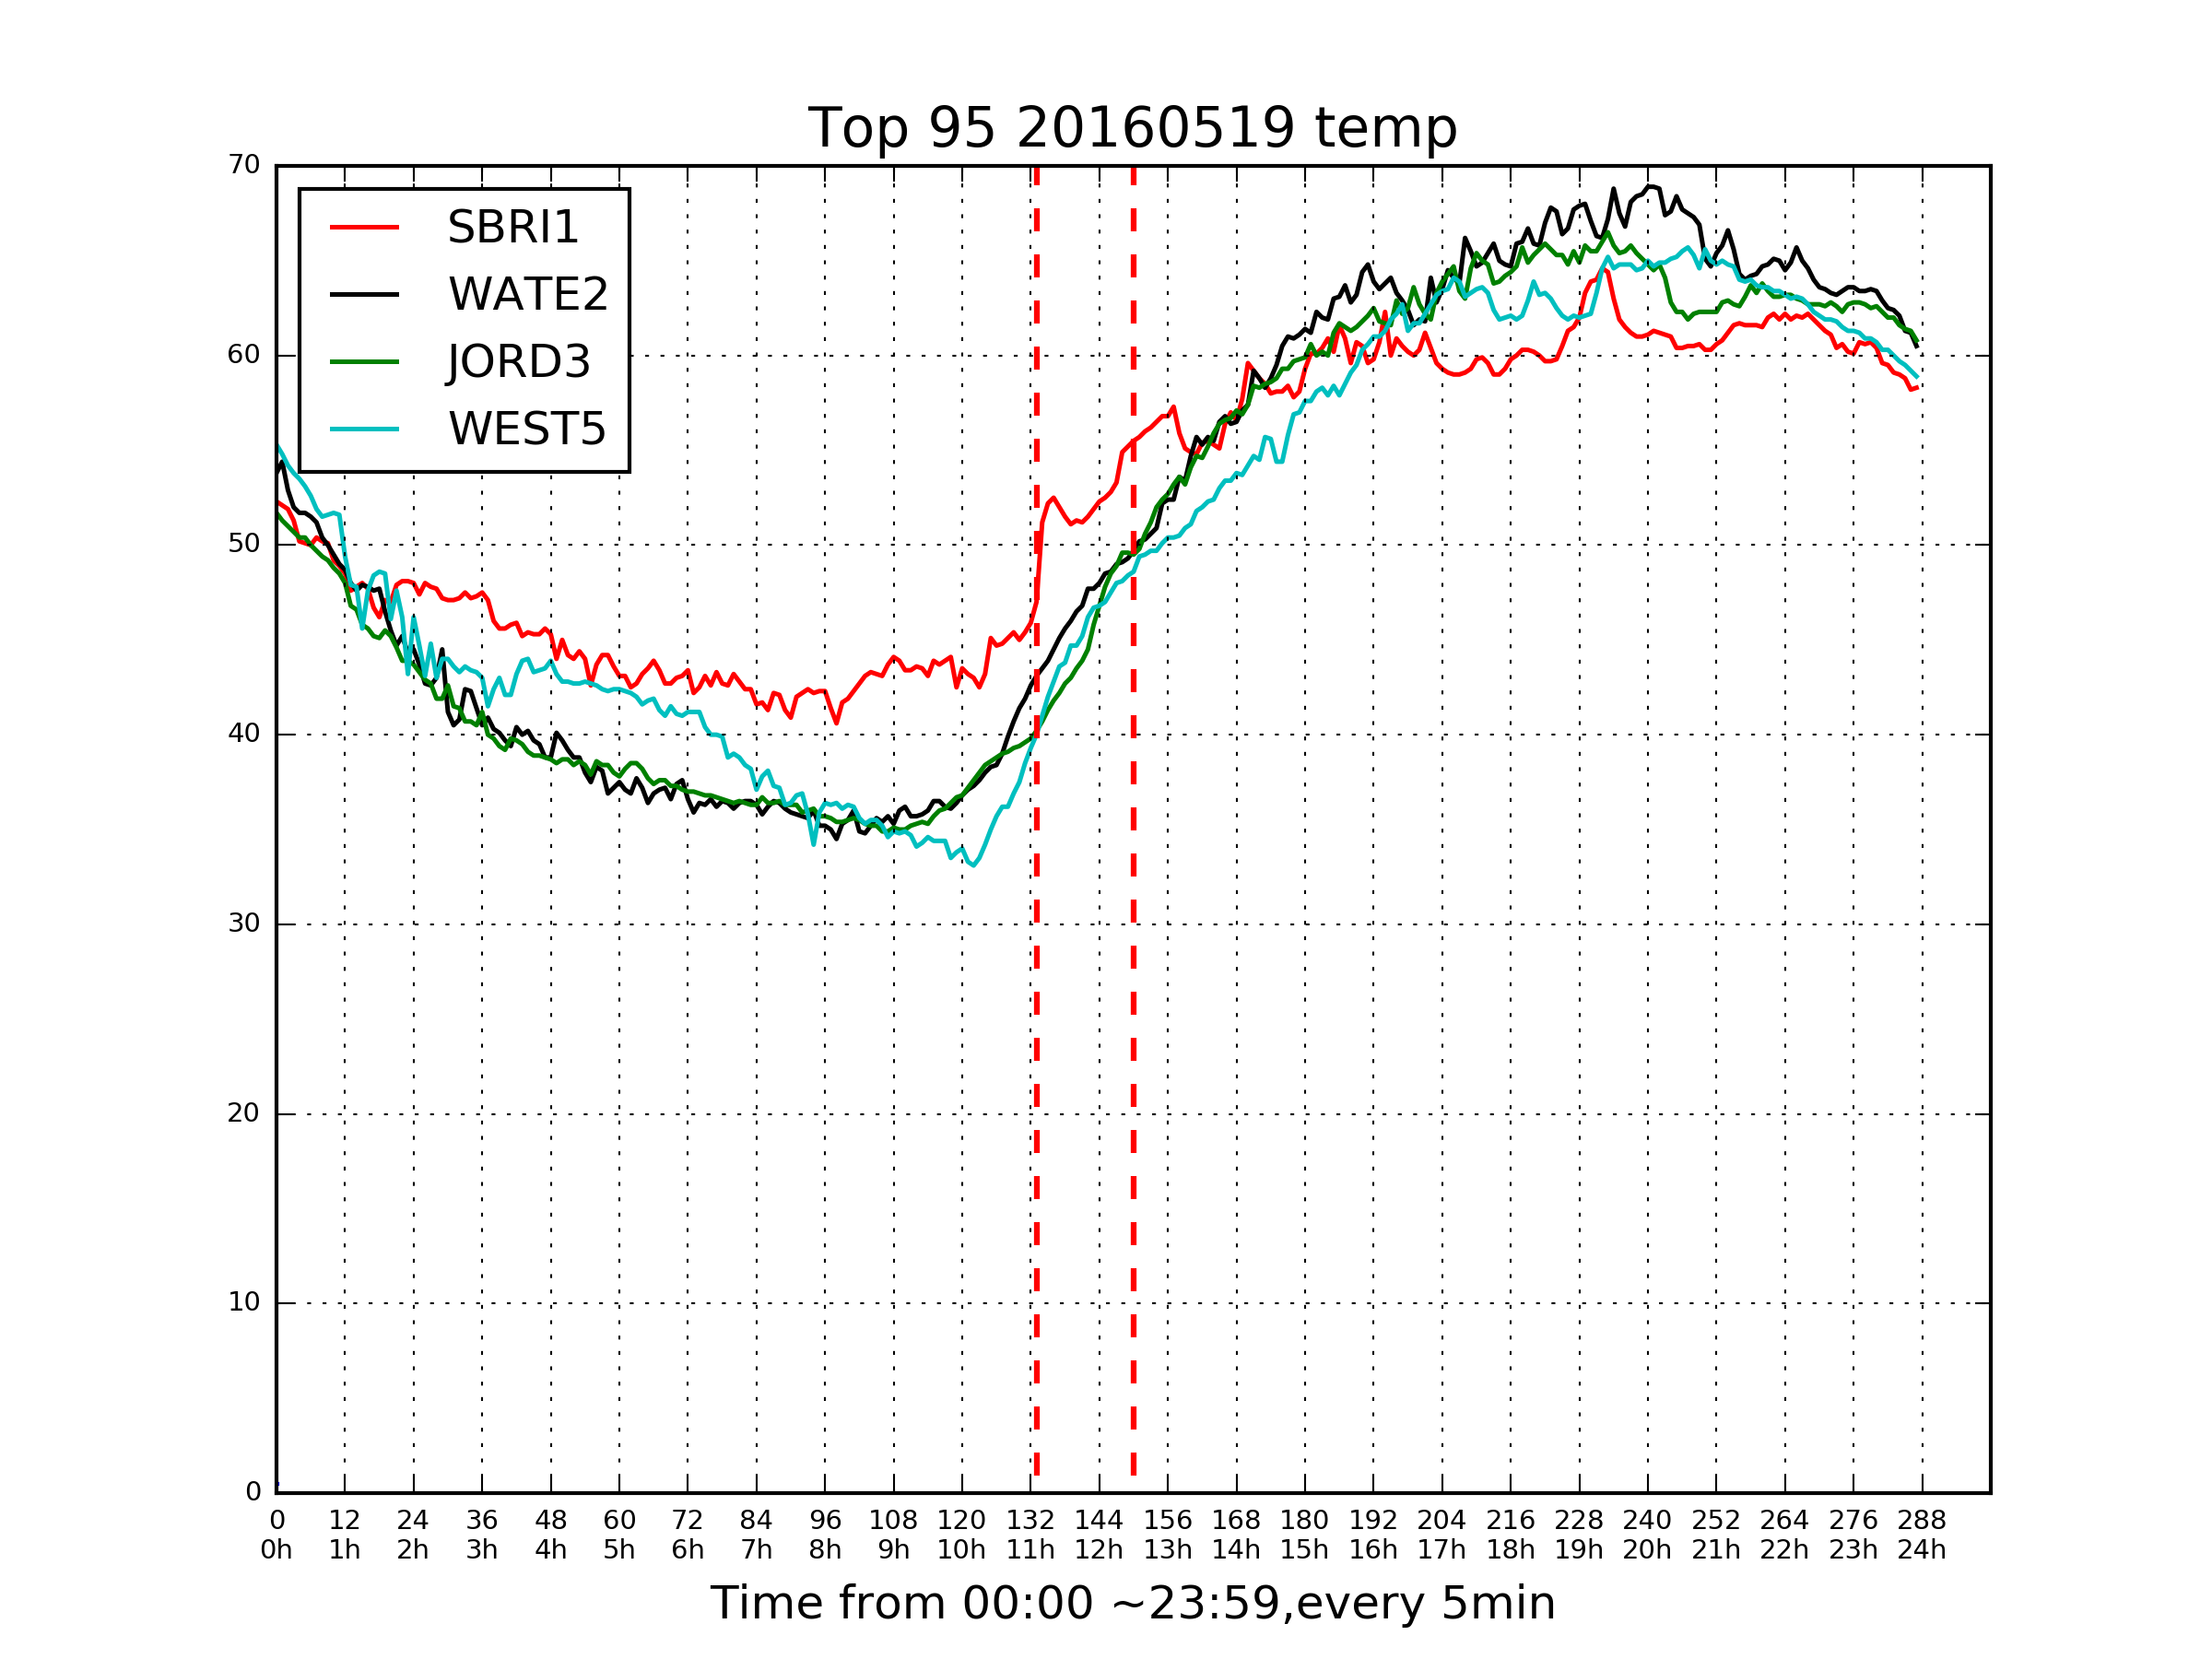 Top 95 20160519 temp
70
60
50
40
30
20
10
0
SBRI1
WATE2
JORD3
WEST5
0 12 24 36 48 60 72 84 96 108 120 132 144 156 168 180 192 204 216 228 240 252 264 276 288
0h 1h 2h 3h 4h 5h 6h 7h 8h 9h 10h 11h 12h 13h 14h 15h 16h 17h 18h 19h 20h 21h 22h 23h 24h
Time from 00:00 ~23:59,every 5min